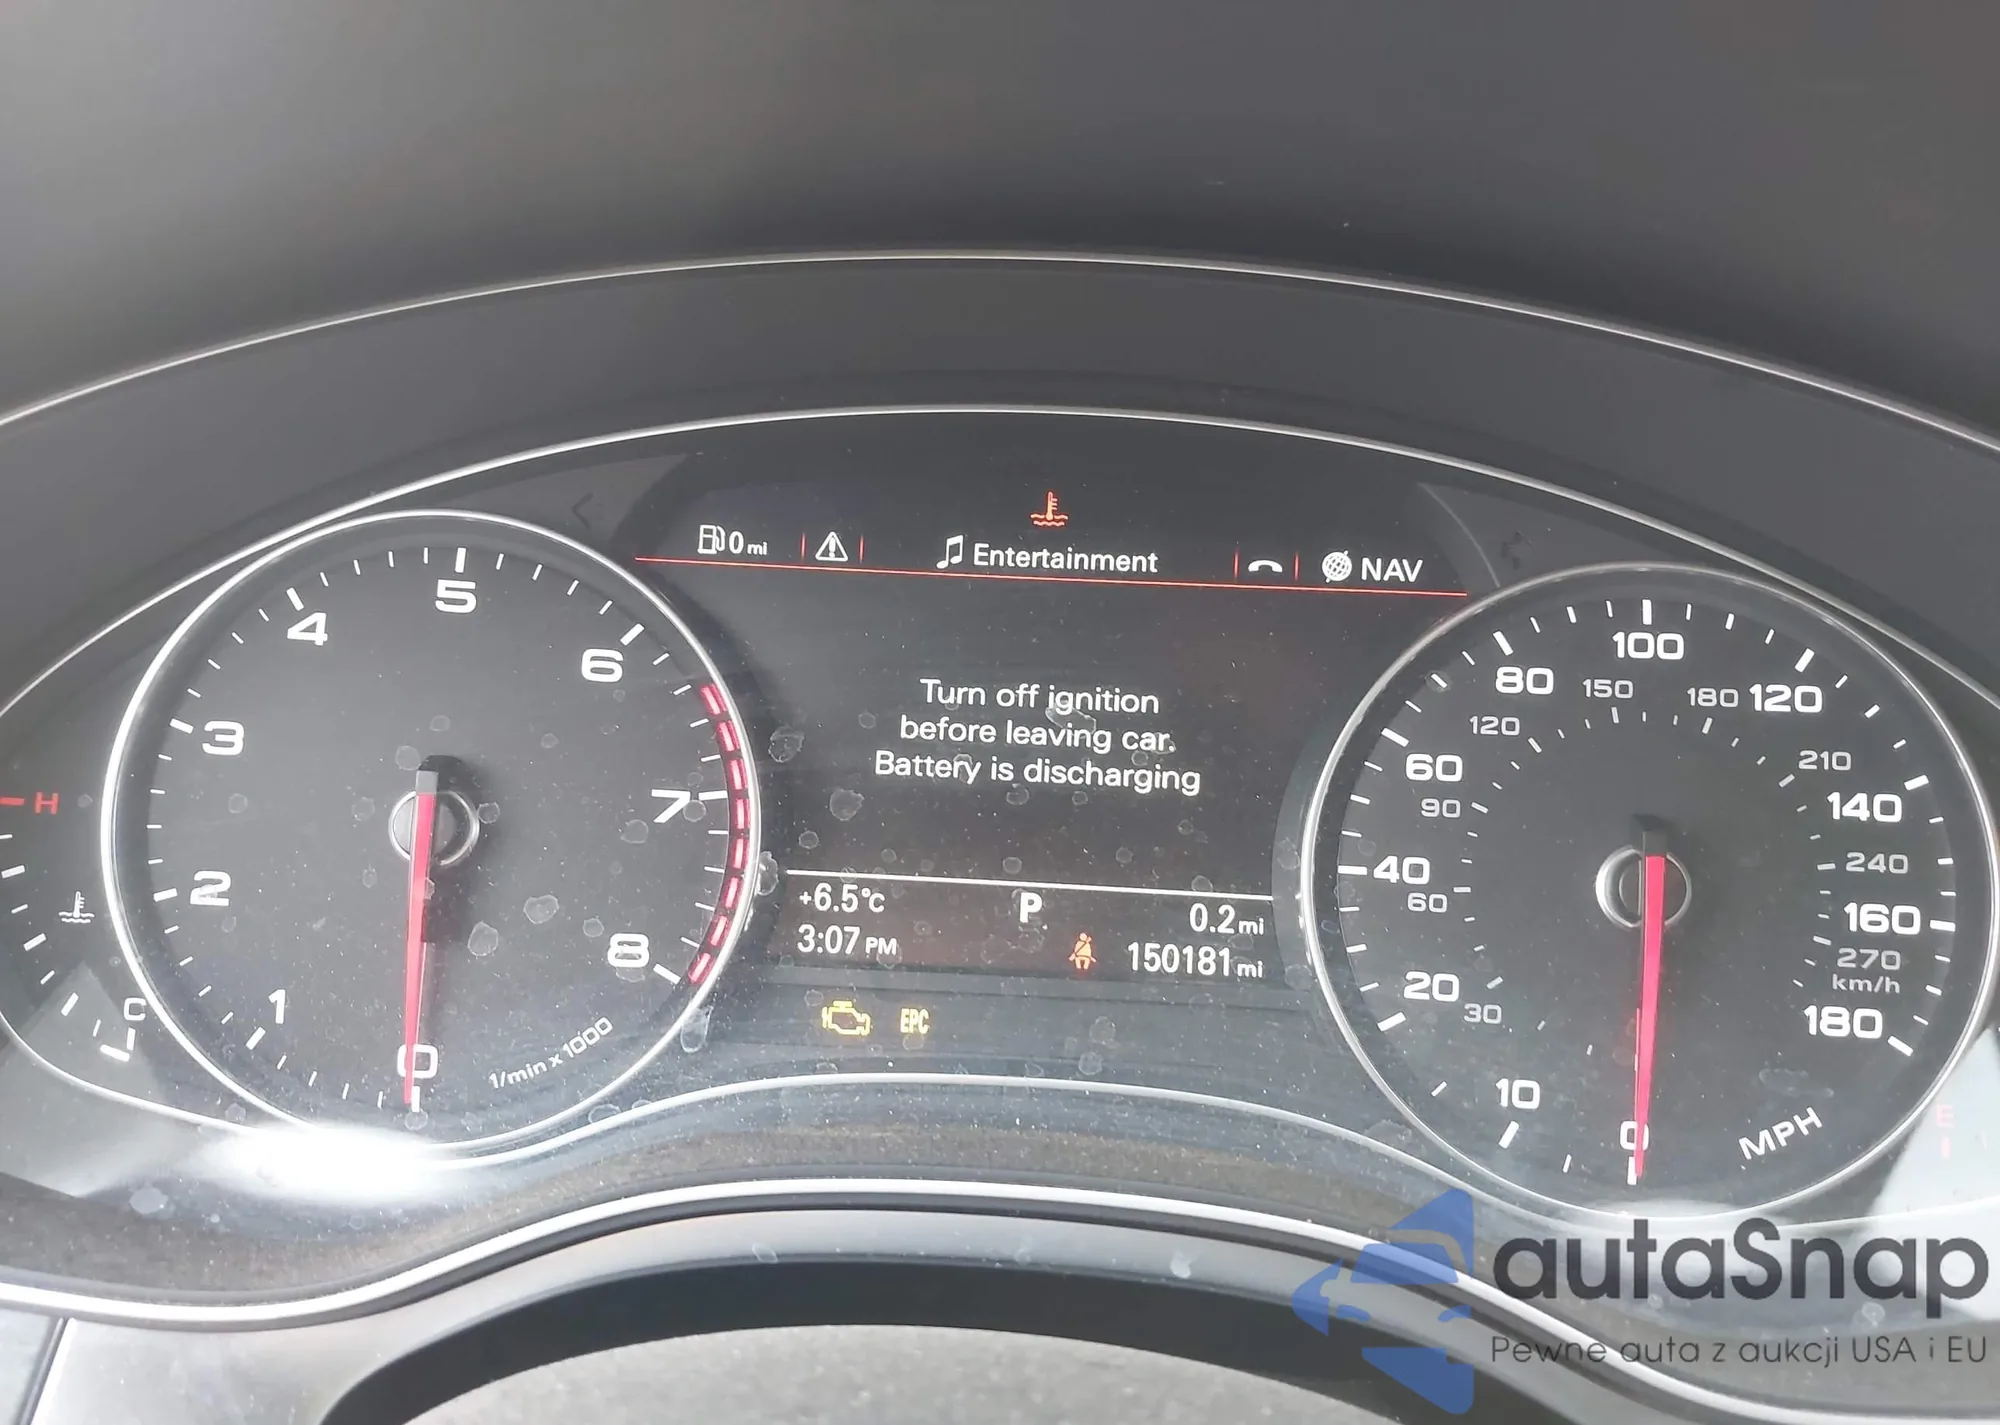 0 mi
Entertainment
NAV
Turn off ignition
before leaving car.
Battery is discharging
+6.5°C
P
0.2 mi
3:07 PM
150181 mi
EPC
H
C
0
1
2
3
4
5
6
7
8
1/min x 1000
0
10
20
40
60
80
100
120
140
160
180
MPH
30
60
90
120
150
180
210
240
270
km/h
E
autaSnap
Pewne auta z aukcji USA i EU